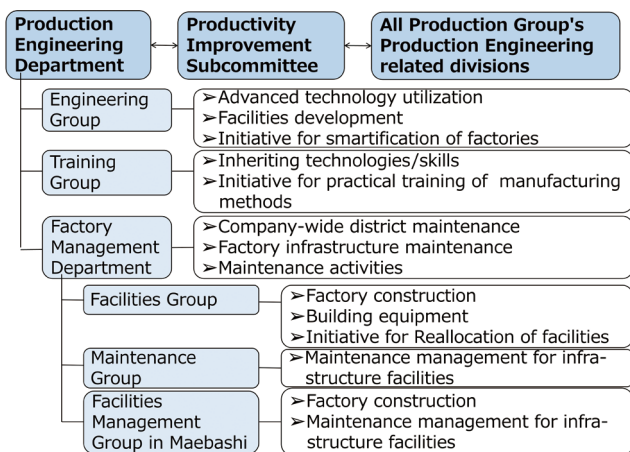 Production
Engineering
Department
Productivity
Improvement
Subcommittee
All Production Group's
Production Engineering
related divisions
Engineering
Group
➢Advanced technology utilization
➢Facilities development
➢Initiative for smartification of factories
Training
Group
➢Inheriting technologies/skills
➢Initiative for practical training of manufacturing
methods
Factory
Management
Department
➢Company-wide district maintenance
➢Factory infrastructure maintenance
➢Maintenance activities
Facilities Group
➢Factory construction
➢Building equipment
➢Initiative for Reallocation of facilities
Maintenance
Group
➢Maintenance management for infra-
structure facilities
Facilities
Management
Group in Maebashi
➢Factory construction
➢Maintenance management for infra-
structure facilities